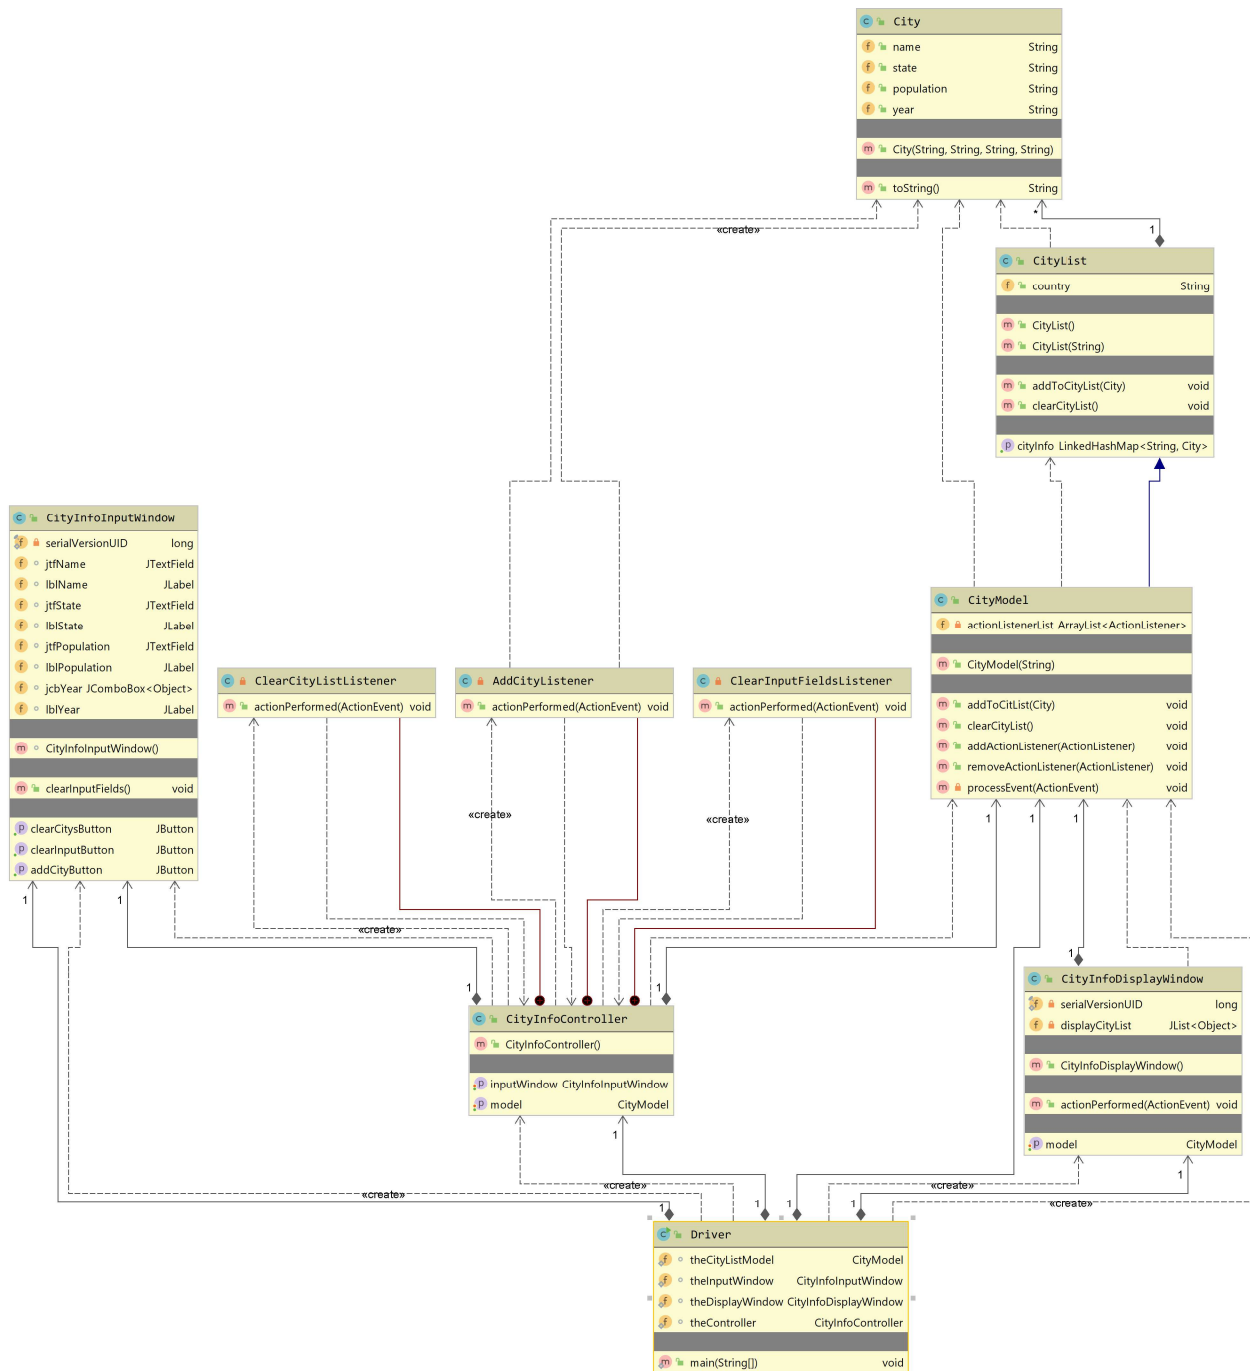 City
name String
state String
population String
year String
City(String, String, String, String)
toString() String
«create»
*
1
CityList
country String
CityList()
CityList(String)
addToCityList(City) void
clearCityList() void
cityInfo LinkedHashMap<String, City>
CityInfoInputWindow
serialVersionUID long
jtfName JTextField
lblName JLabel
jtfState JTextField
lblState JLabel
jtfPopulation JTextField
lblPopulation JLabel
jcbYear JComboBox<Object>
lblYear JLabel
CityInfoInputWindow()
clearInputFields() void
clearCitysButton JButton
clearInputButton JButton
addCityButton JButton
ClearCityListListener
actionPerformed(ActionEvent) void
AddCityListener
actionPerformed(ActionEvent) void
ClearInputFieldsListener
actionPerformed(ActionEvent) void
CityModel
actionListenerList ArrayList<ActionListener>
CityModel(String)
addToCitList(City) void
clearCityList() void
addActionListener(ActionListener) void
removeActionListener(ActionListener) void
processEvent(ActionEvent) void
«create»
«create»
1
1
1
1
1
«create»
1
1
1
CityInfoController
CityInfoController()
inputWindow CityInfoInputWindow
model CityModel
CityInfoDisplayWindow
serialVersionUID long
displayCityList JList<Object>
CityInfoDisplayWindow()
actionPerformed(ActionEvent) void
model CityModel
1
1
«create»
«create»
«create»
«create»
1
1
1
1
Driver
theCityListModel CityModel
theInputWindow CityInfoInputWindow
theDisplayWindow CityInfoDisplayWindow
theController CityInfoController
main(String[]) void